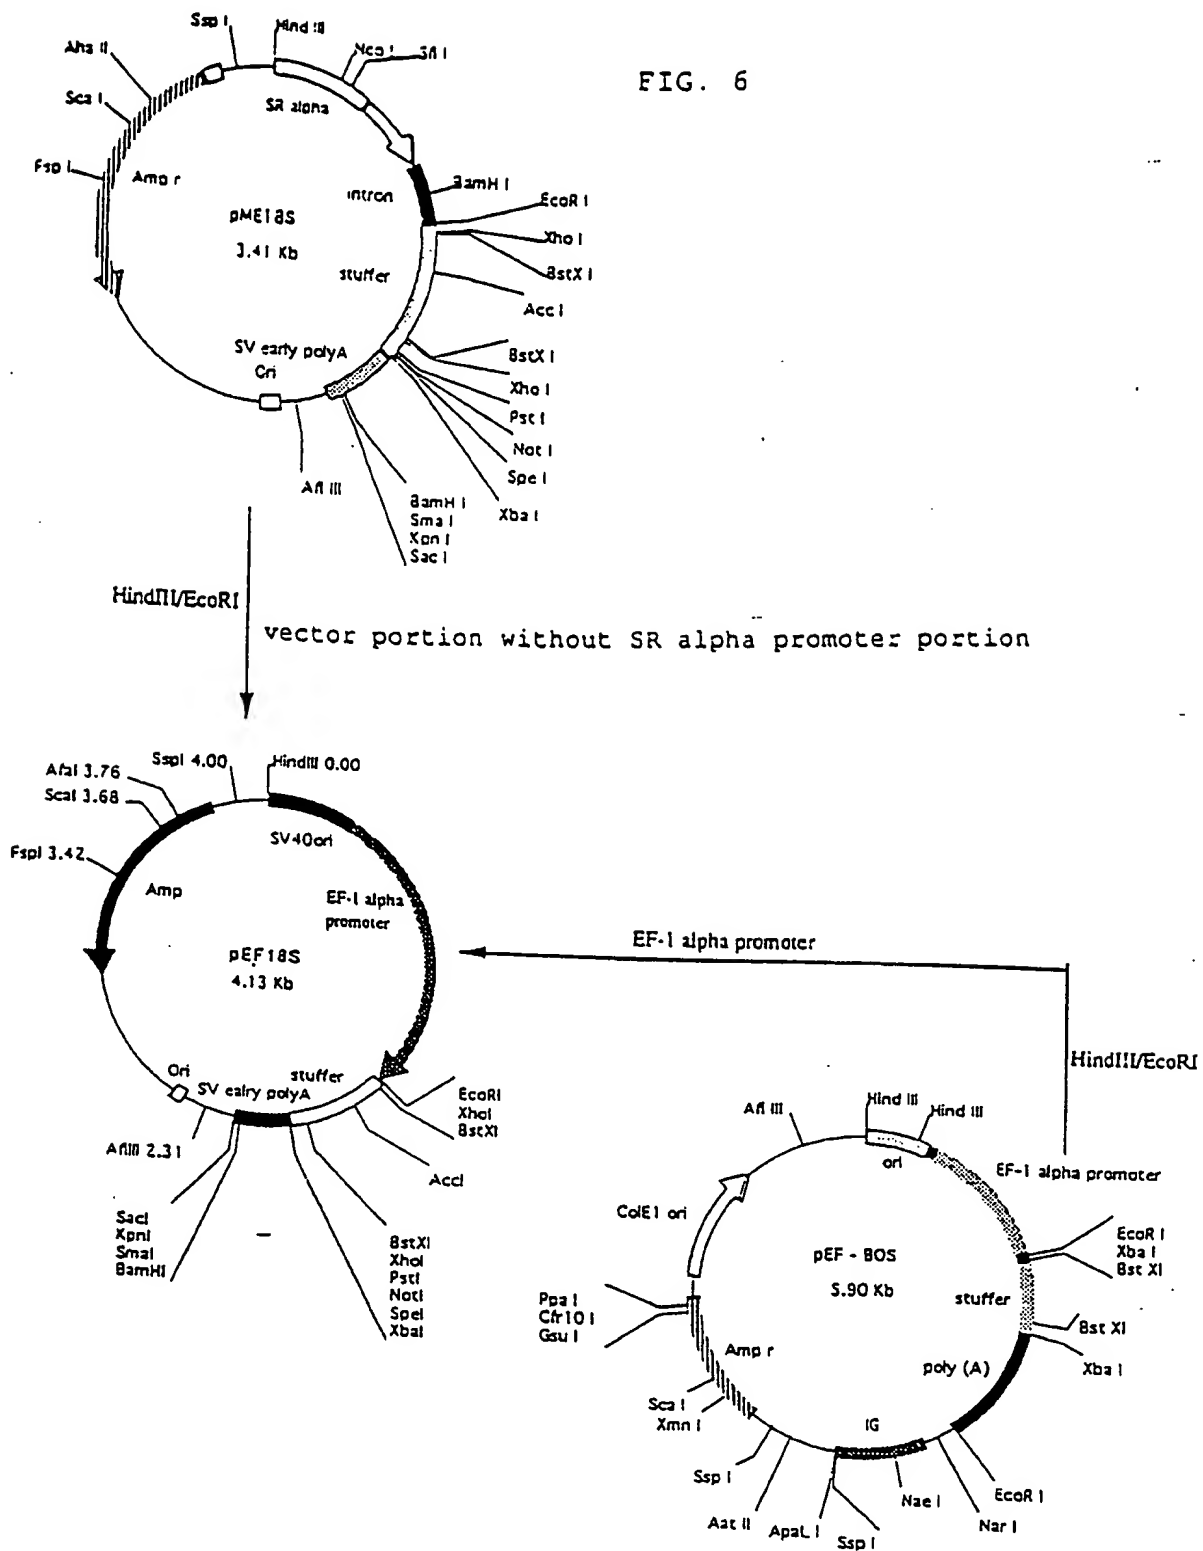 FIG. 6
Ssp I
Hind III
Nco I
Sfi I
Aha II
Sca I
Fsp I
SR alpha
Amp r
intron
BamH I
EcoR I
Xho I
BstX I
pME18S
3.41 Kb
stuffer
Acc I
SV early polyA
Ori
BstX I
Xho I
Pst I
Not I
Spe I
Xba I
Afl III
BamH I
Sma I
Xpn I
Sac I
HindIII/EcoRI
vector portion without SR alpha promoter portion
SspI 4.00
HindIII 0.00
AfaI 3.76
ScaI 3.68
FspI 3.42
SV40ori
Amp
EF-1 alpha
promoter
pEF18S
4.13 Kb
EF-1 alpha promoter
HindIII/EcoRI
Ori
stuffer
SV ealry polyA
EcoRI
XhoI
BstXI
AflIII 2.31
AccI
SacI
XpnI
SmaI
BamHI
BstXI
XhoI
PstI
NotI
SpeI
XbaI
Afl III
Hind III
Hind III
ori
EF-1 alpha promoter
ColE1 ori
pEF - BOS
5.90 Kb
EcoR I
Xba I
Bst XI
stuffer
Ppa I
Cfr10 I
Gsu I
Bst XI
Xba I
Amp r
poly (A)
Sca I
Xmn I
IG
Ssp I
Aat II
ApaL I
Ssp I
Nae I
Nar I
EcoR I